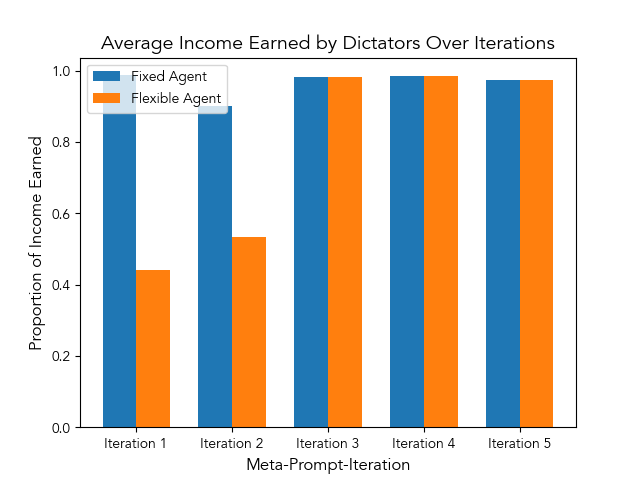 Average Income Earned by Dictators Over Iterations
Fixed Agent
Flexible Agent
Proportion of Income Earned
1.0
0.8
0.6
0.4
0.2
0.0
Iteration 1
Iteration 2
Iteration 3
Iteration 4
Iteration 5
Meta-Prompt-Iteration